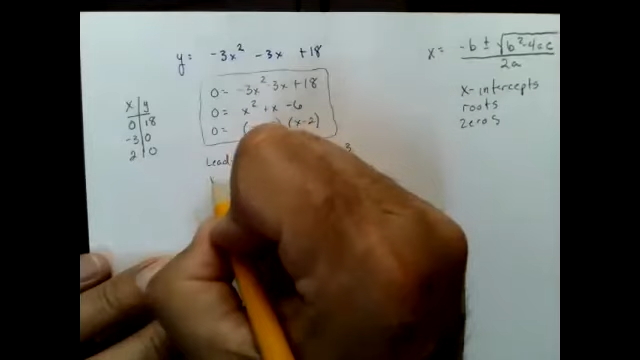 y = -3x² -3x +18
0 = -3x² -3x +18
0 = x² +x -6
0 = (x-2)
Lead
x = -b ± √b²-4ac
2a
x-intercepts
roots
zeros
x y
0 18
-3 0
2 0